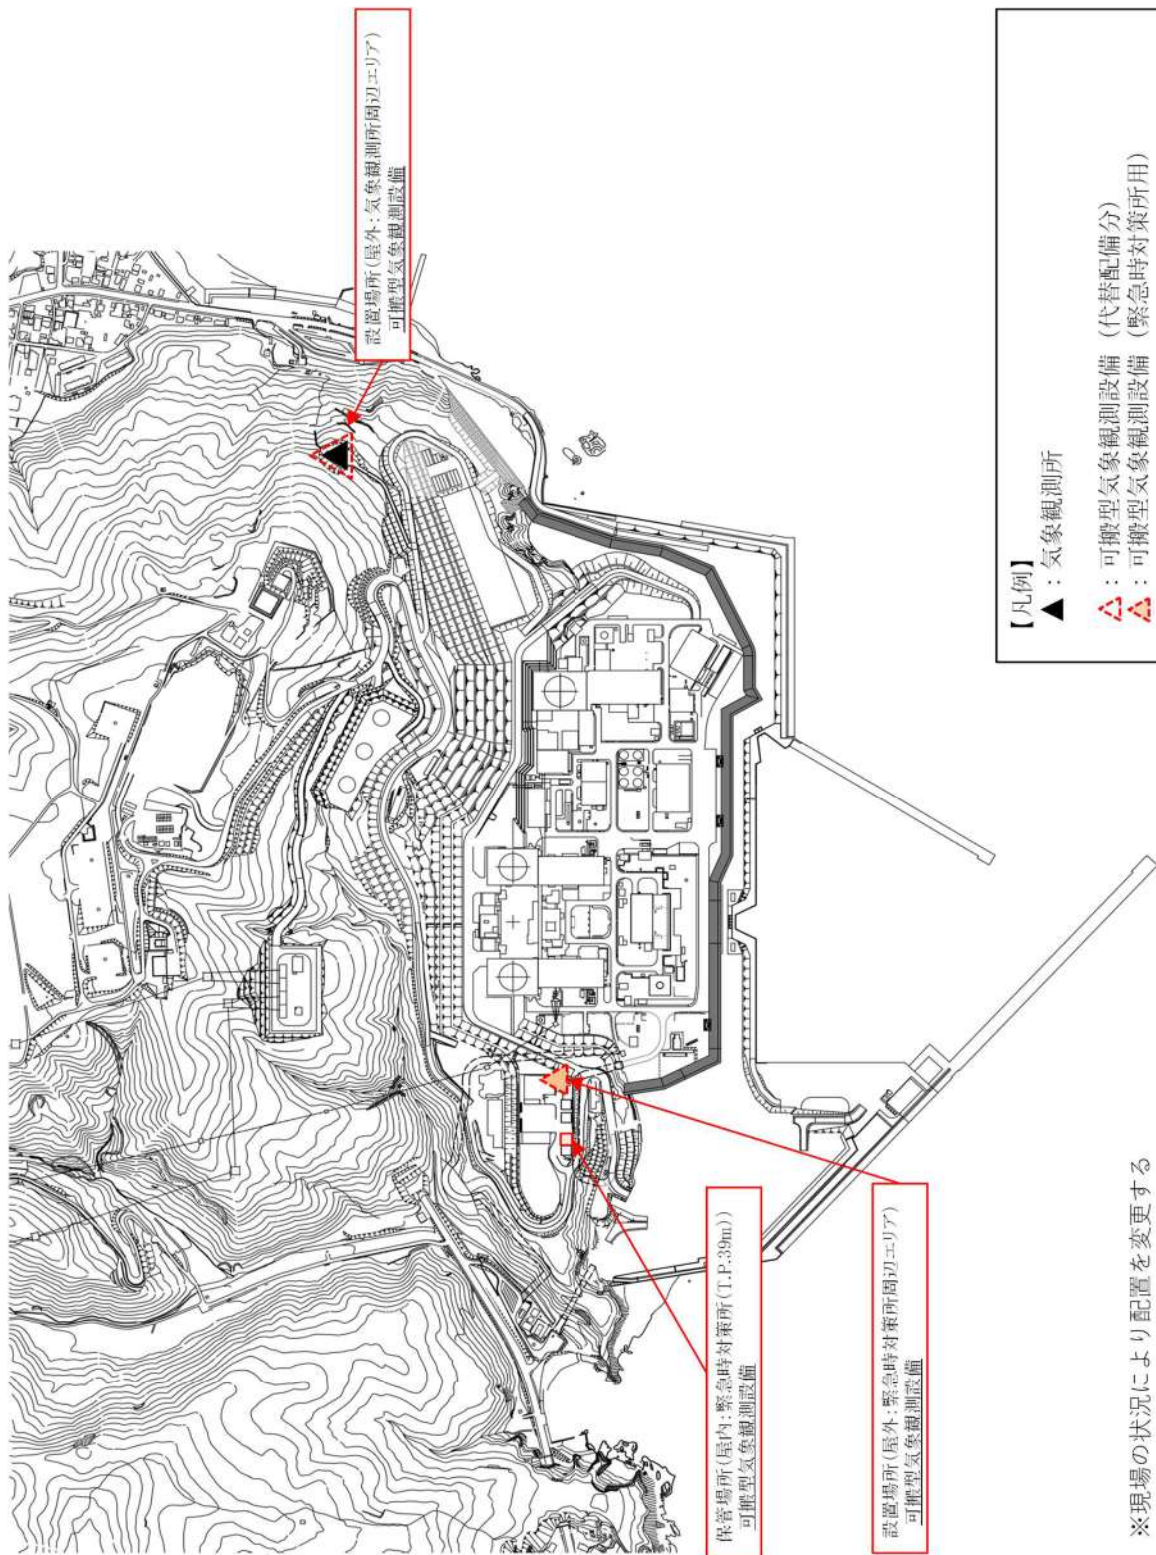 設置場所(屋外:気象観測所周辺エリア)
可搬型気象観測設備
保管場所(屋内:緊急時対策所(T.P.39m))
可搬型気象観測設備
設置場所(屋外:緊急時対策所周辺エリア)
可搬型気象観測設備
【凡例】
▲:気象観測所
:可搬型気象観測設備(代替配備分)
:可搬型気象観測設備(緊急時対策所用)
※現場の状況により配置を変更する